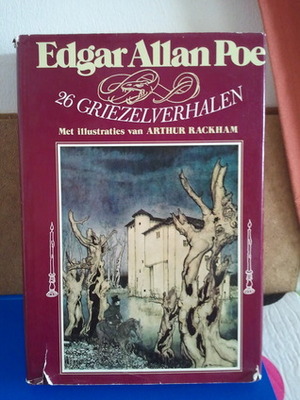 Edgar Allan Poe
26 GRIEZELVERHALEN
Met illustraties van ARTHUR RACKHAM